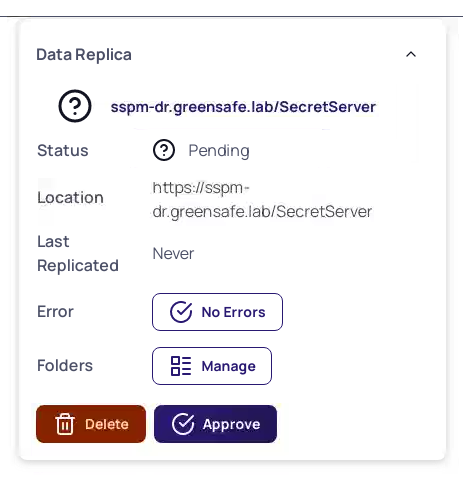 Data Replica
sspm-dr.greensafe.lab/SecretServer
Status Pending
Location https://sspm-
dr.greensafe.lab/SecretServer
Last
Replicated Never
Error No Errors
Folders Manage
Delete Approve